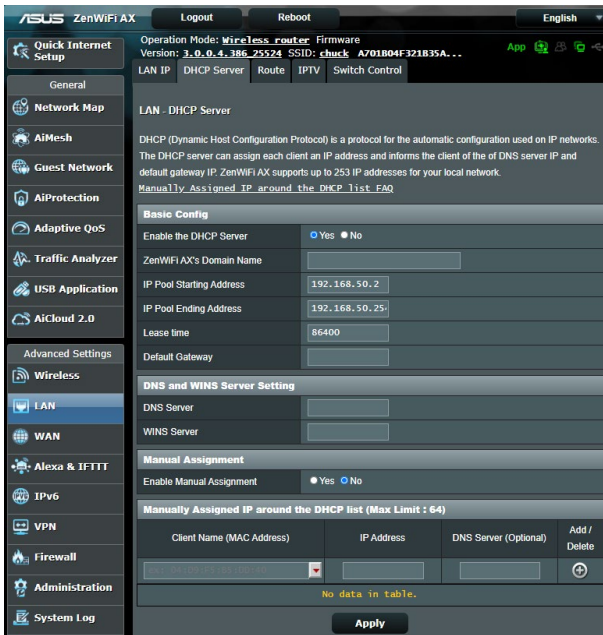 ASUS ZenWiFi AX Logout Reboot English
Quick Internet Setup
General
Network Map
AiMesh
Guest Network
AiProtection
Adaptive QoS
Traffic Analyzer
USB Application
AiCloud 2.0
Advanced Settings
Wireless
LAN
WAN
Alexa & IFTTT
IPv6
VPN
Firewall
Administration
System Log
Operation Mode: Wireless router Firmware
Version: 3.0.0.4.386_25524 SSID: chuck A701B04F321B35A...
App
LAN IP DHCP Server Route IPTV Switch Control
LAN - DHCP Server
DHCP (Dynamic Host Configuration Protocol) is a protocol for the automatic configuration used on IP networks.
The DHCP server can assign each client an IP address and informs the client of the of DNS server IP and
default gateway IP. ZenWiFi AX supports up to 253 IP addresses for your local network.
Manually Assigned IP around the DHCP list FAQ
Basic Config
Enable the DHCP Server Yes No
ZenWiFi AX's Domain Name
IP Pool Starting Address 192.168.50.2
IP Pool Ending Address 192.168.50.25
Lease time 86400
Default Gateway
DNS and WINS Server Setting
DNS Server
WINS Server
Manual Assignment
Enable Manual Assignment Yes No
Manually Assigned IP around the DHCP list (Max Limit : 64)
Client Name (MAC Address) IP Address DNS Server (Optional) Add / Delete
No data in table.
Apply